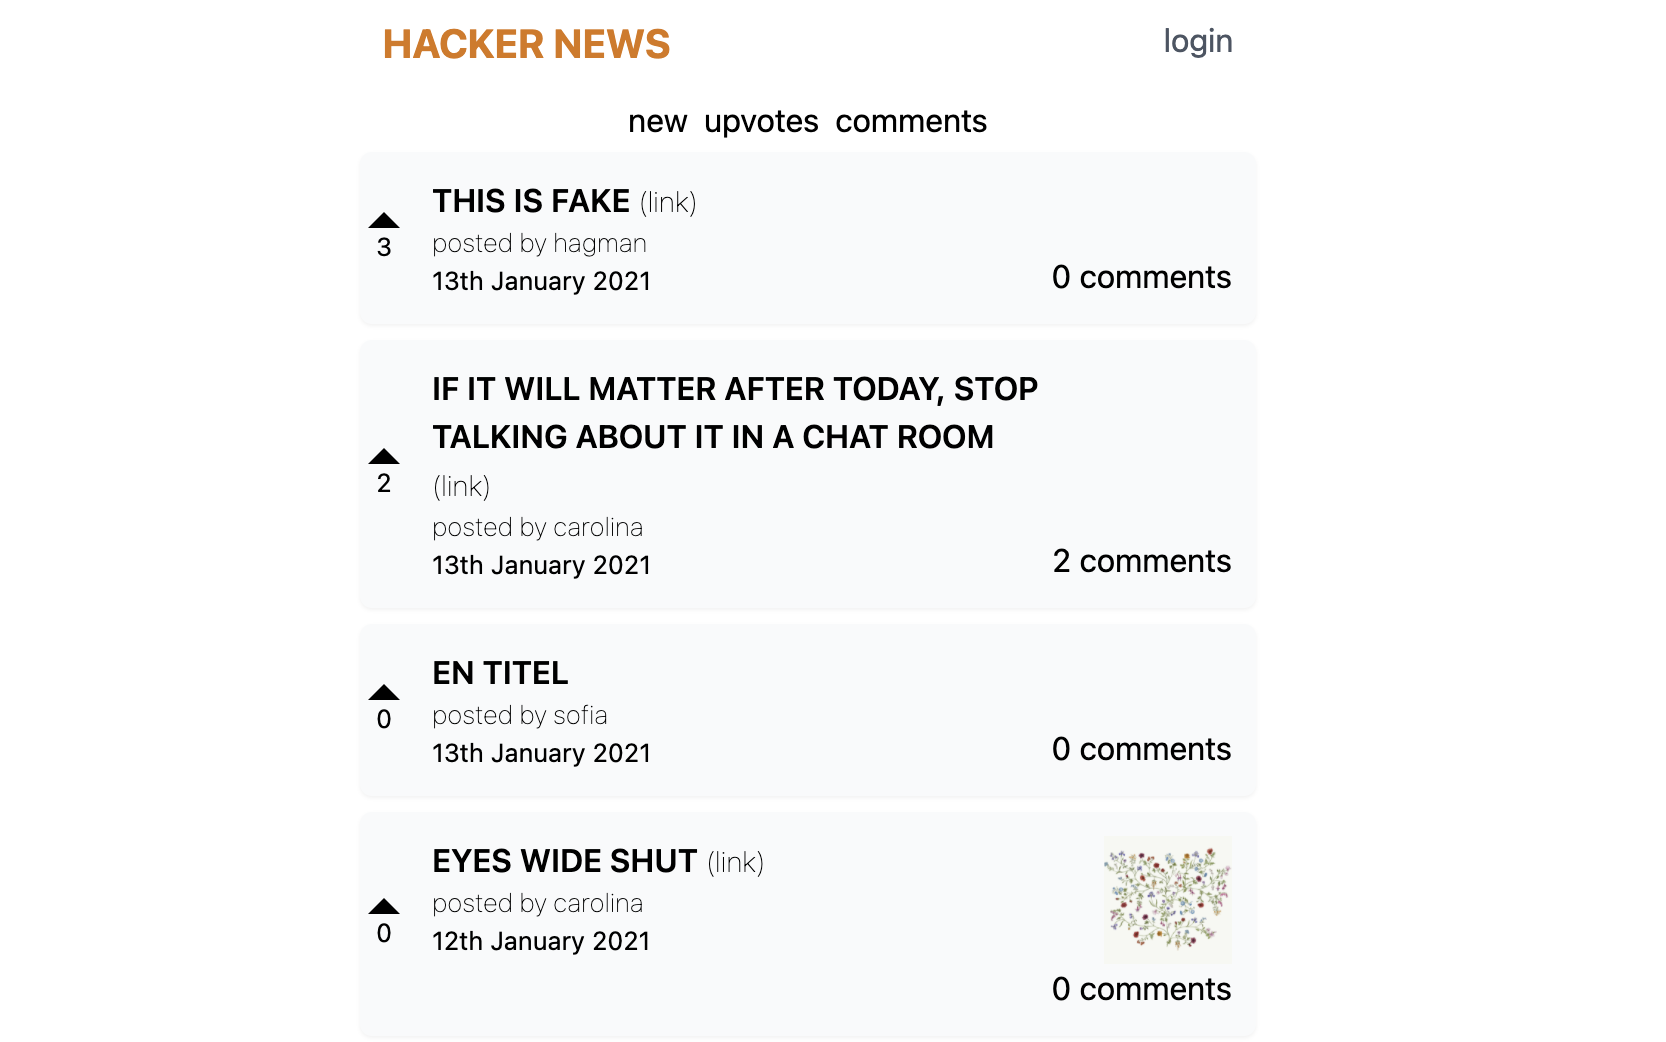 HACKER NEWS login
new upvotes comments
THIS IS FAKE (link)
3
posted by hagman
13th January 2021
0 comments
IF IT WILL MATTER AFTER TODAY, STOP
TALKING ABOUT IT IN A CHAT ROOM
2
(link)
posted by carolina
13th January 2021
2 comments
EN TITEL
0
posted by sofia
13th January 2021
0 comments
EYES WIDE SHUT (link)
posted by carolina
0
12th January 2021
0 comments